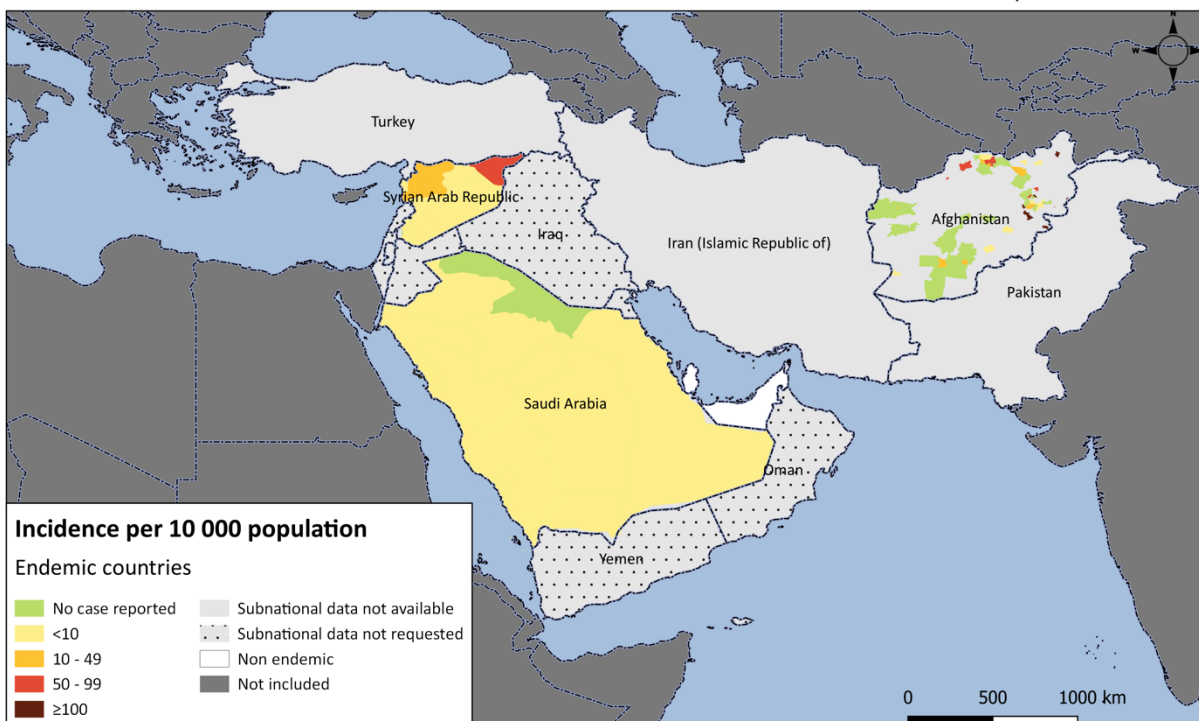 N
W
E
S
Turkey
Syrian Arab Republic
Iraq
Iran (Islamic Republic of)
Afghanistan
Pakistan
Saudi Arabia
Oman
Yemen
Incidence per 10 000 population
Endemic countries
No case reported
<10
10 - 49
50 - 99
≥100
Subnational data not available
Subnational data not requested
Non endemic
Not included
0 500 1000 km